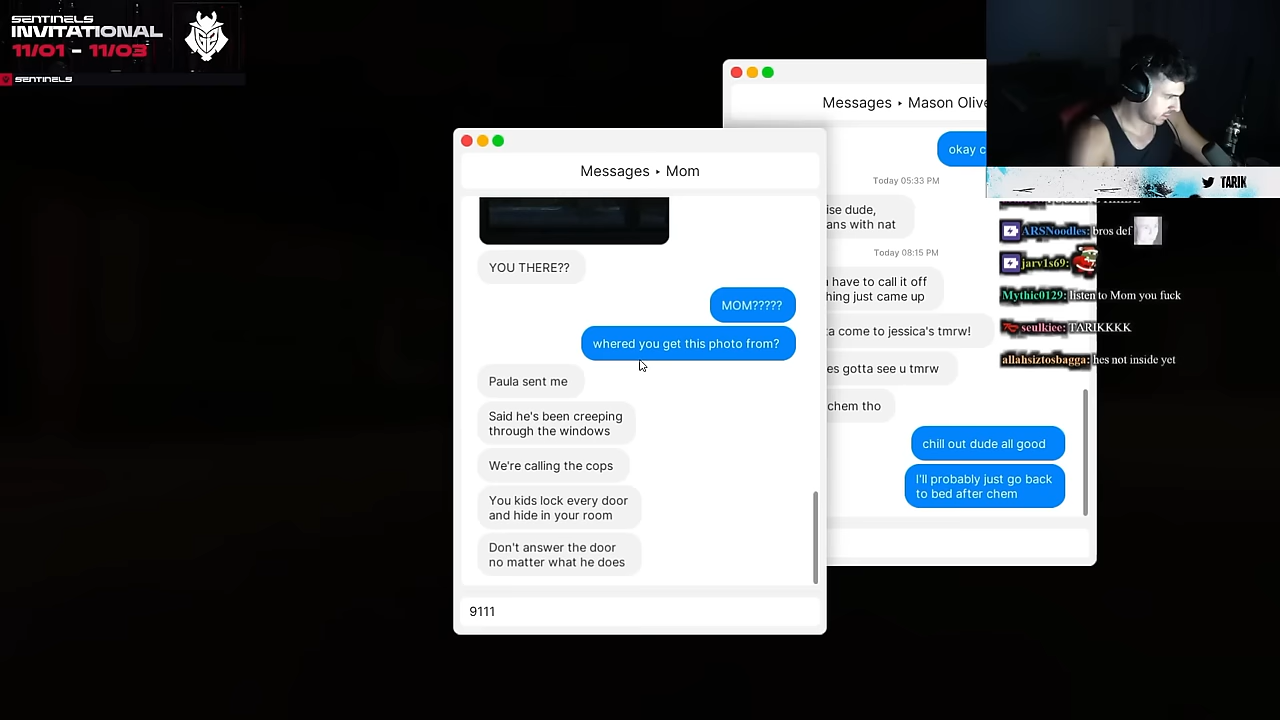 SENTINELS
INVITATIONAL
11/01 - 11/03
SENTINELS
Messages ‣ Mom
YOU THERE??
MOM?????
whered you get this photo from?
Paula sent me
Said he's been creeping
through the windows
We're calling the cops
You kids lock every door
and hide in your room
Don't answer the door
no matter what he does
9111
Messages ‣ Mason Olive
okay c
Today 05:33 PM
ise dude,
ans with nat
Today 08:15 PM
have to call it off
hing just came up
a come to jessica's tmrw!
es gotta see u tmrw
chem tho
chill out dude all good
I'll probably just go back
to bed after chem
TARIK
ARSNoodles: bros def
jarv1s69:
Mythic0129: listen to Mom you fuck
seulkiee: TARIKKKK
allahsiztosbagga: hes not inside yet